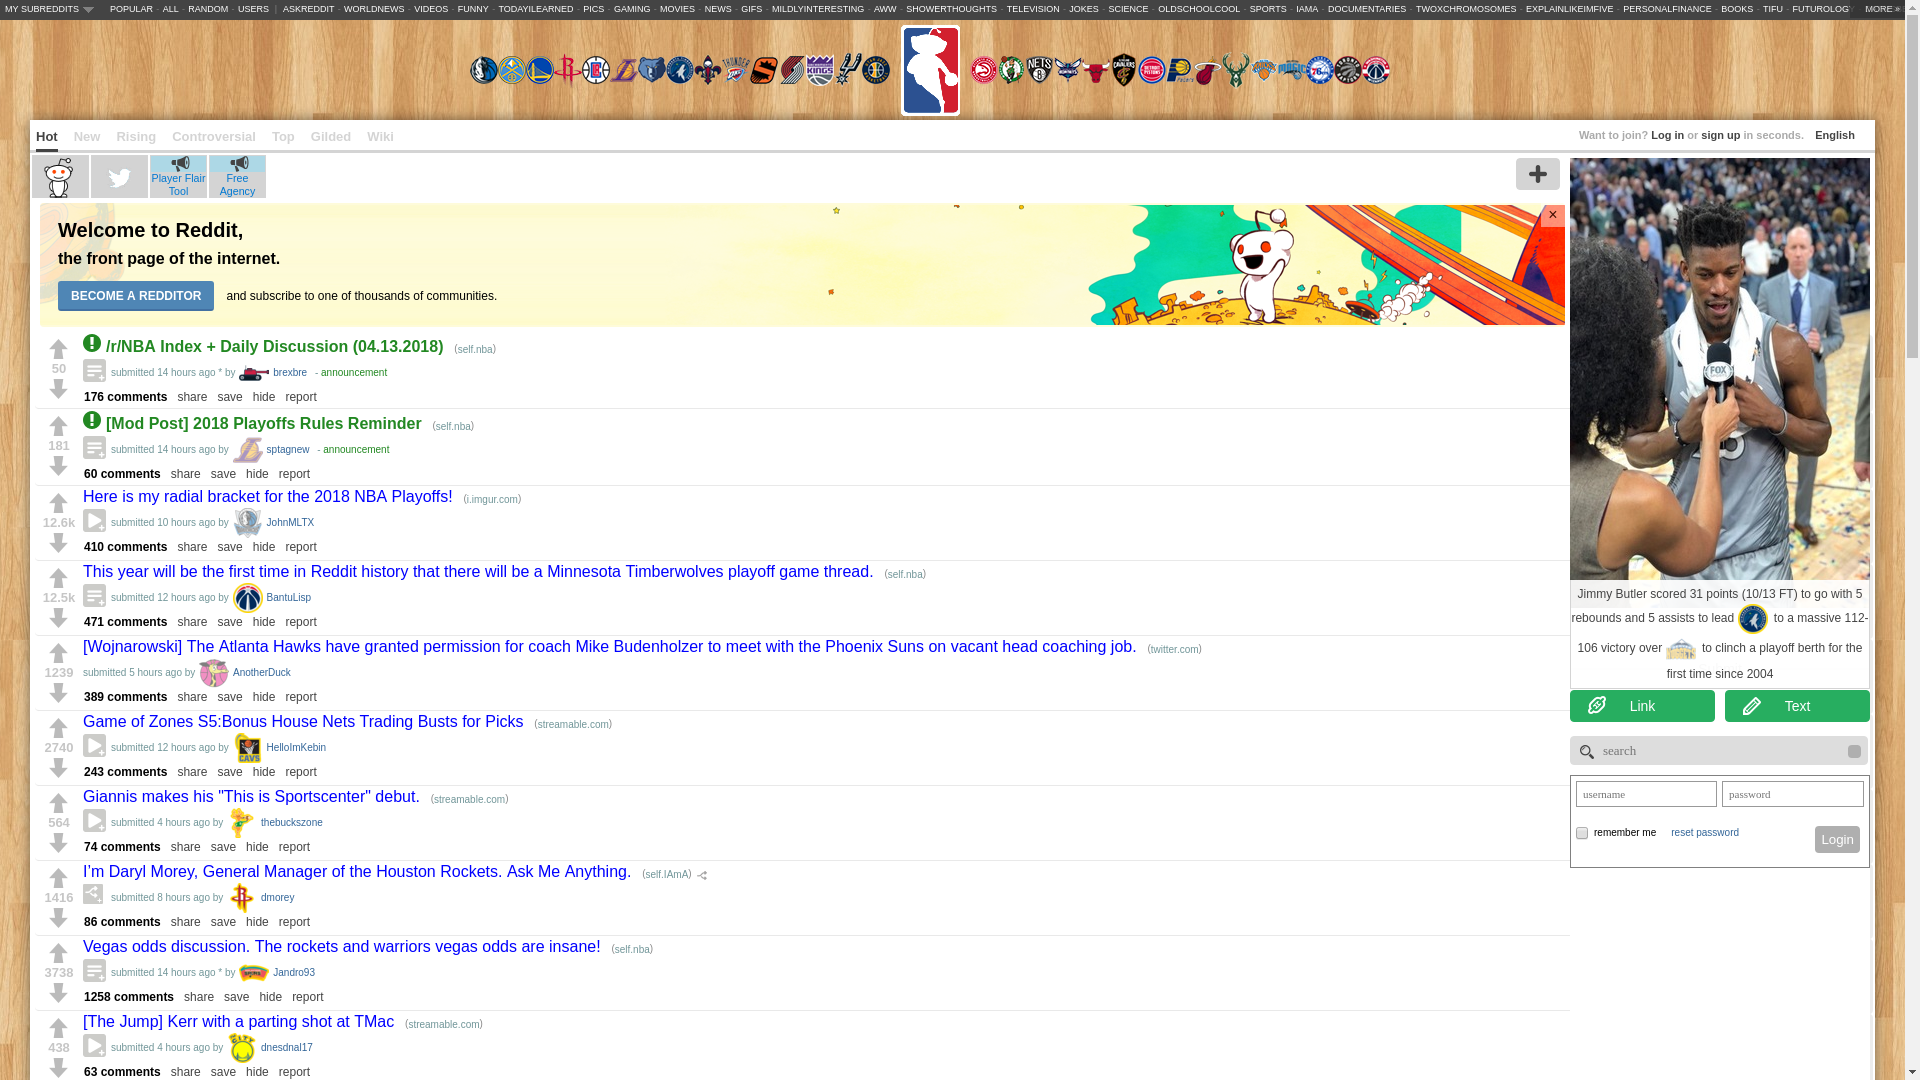 MY SUBREDDITS POPULAR - ALL - RANDOM - USERS | ASKREDDIT - WORLDNEWS - VIDEOS - FUNNY - TODAYILEARNED - PICS - GAMING - MOVIES - NEWS - GIFS - MILDLYINTERESTING - AWW - SHOWERTHOUGHTS - TELEVISION - JOKES - SCIENCE - OLDSCHOOLCOOL - SPORTS - IAMA - DOCUMENTARIES - TWOXCHROMOSOMES - EXPLAINLIKEIMFIVE - PERSONALFINANCE - BOOKS - TIFU - FUTUROLOGY MORE »
Hot New Rising Controversial Top Gilded Wiki
Want to join? Log in or sign up in seconds. English
Player Flair Tool
Free Agency
Welcome to Reddit,
the front page of the internet.
BECOME A REDDITOR and subscribe to one of thousands of communities.
×
/r/NBA Index + Daily Discussion (04.13.2018) (self.nba)
50
submitted 14 hours ago * by brexbre - announcement
176 comments share save hide report
[Mod Post] 2018 Playoffs Rules Reminder (self.nba)
181
submitted 14 hours ago by sptagnew - announcement
60 comments share save hide report
Here is my radial bracket for the 2018 NBA Playoffs! (i.imgur.com)
12.6k
submitted 10 hours ago by JohnMLTX
410 comments share save hide report
This year will be the first time in Reddit history that there will be a Minnesota Timberwolves playoff game thread. (self.nba)
12.5k
submitted 12 hours ago by BantuLisp
471 comments share save hide report
[Wojnarowski] The Atlanta Hawks have granted permission for coach Mike Budenholzer to meet with the Phoenix Suns on vacant head coaching job. (twitter.com)
1239
submitted 5 hours ago by AnotherDuck
389 comments share save hide report
Game of Zones S5:Bonus House Nets Trading Busts for Picks (streamable.com)
2740
submitted 12 hours ago by HelloImKebin
243 comments share save hide report
Giannis makes his "This is Sportscenter" debut. (streamable.com)
564
submitted 4 hours ago by thebuckszone
74 comments share save hide report
I'm Daryl Morey, General Manager of the Houston Rockets. Ask Me Anything. (self.IAmA)
1416
submitted 8 hours ago by dmorey
86 comments share save hide report
Vegas odds discussion. The rockets and warriors vegas odds are insane! (self.nba)
3738
submitted 14 hours ago * by Jandro93
1258 comments share save hide report
[The Jump] Kerr with a parting shot at TMac (streamable.com)
438
submitted 4 hours ago by dnesdnal17
63 comments share save hide report
FOX
Jimmy Butler scored 31 points (10/13 FT) to go with 5
rebounds and 5 assists to lead to a massive 112-
106 victory over to clinch a playoff berth for the
first time since 2004
Link Text
search
username password
remember me reset password Login